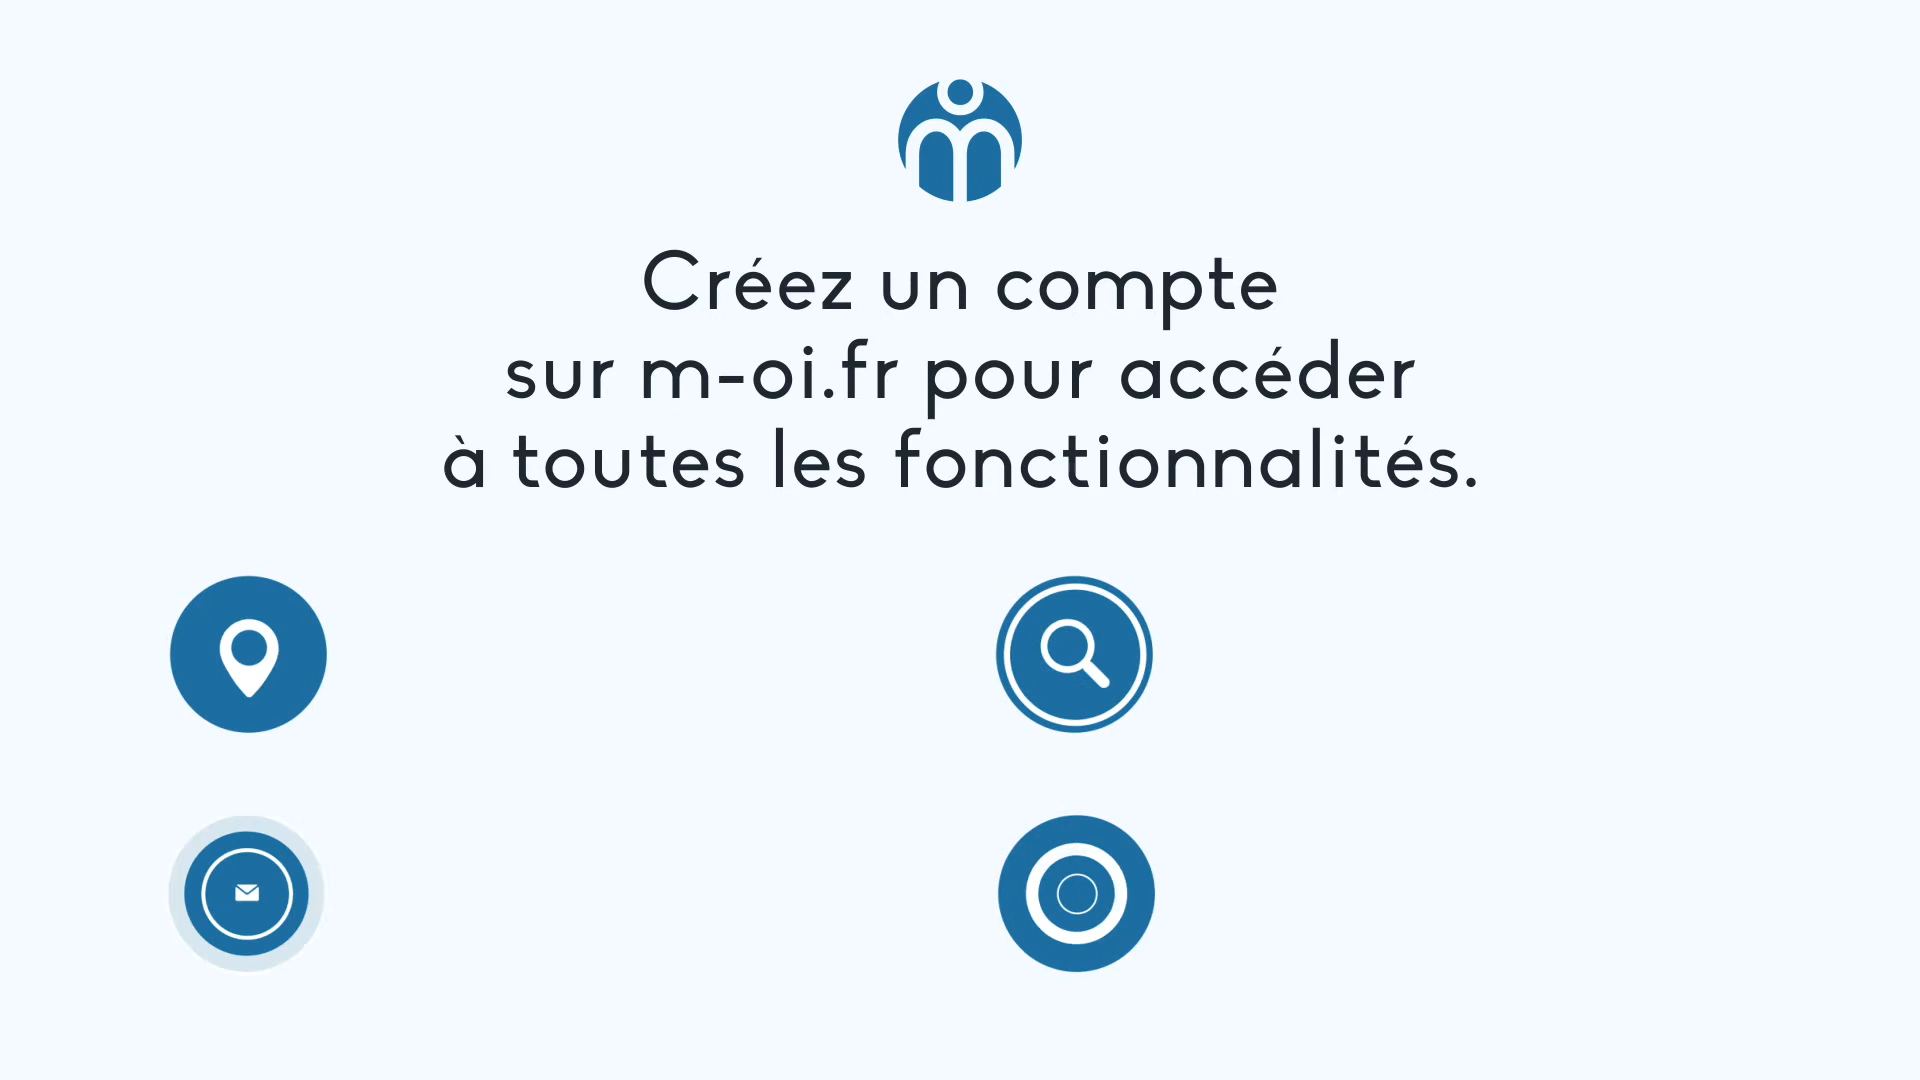 Créez un compte
sur m-oi.fr pour accéder
à toutes les fonctionnalités.